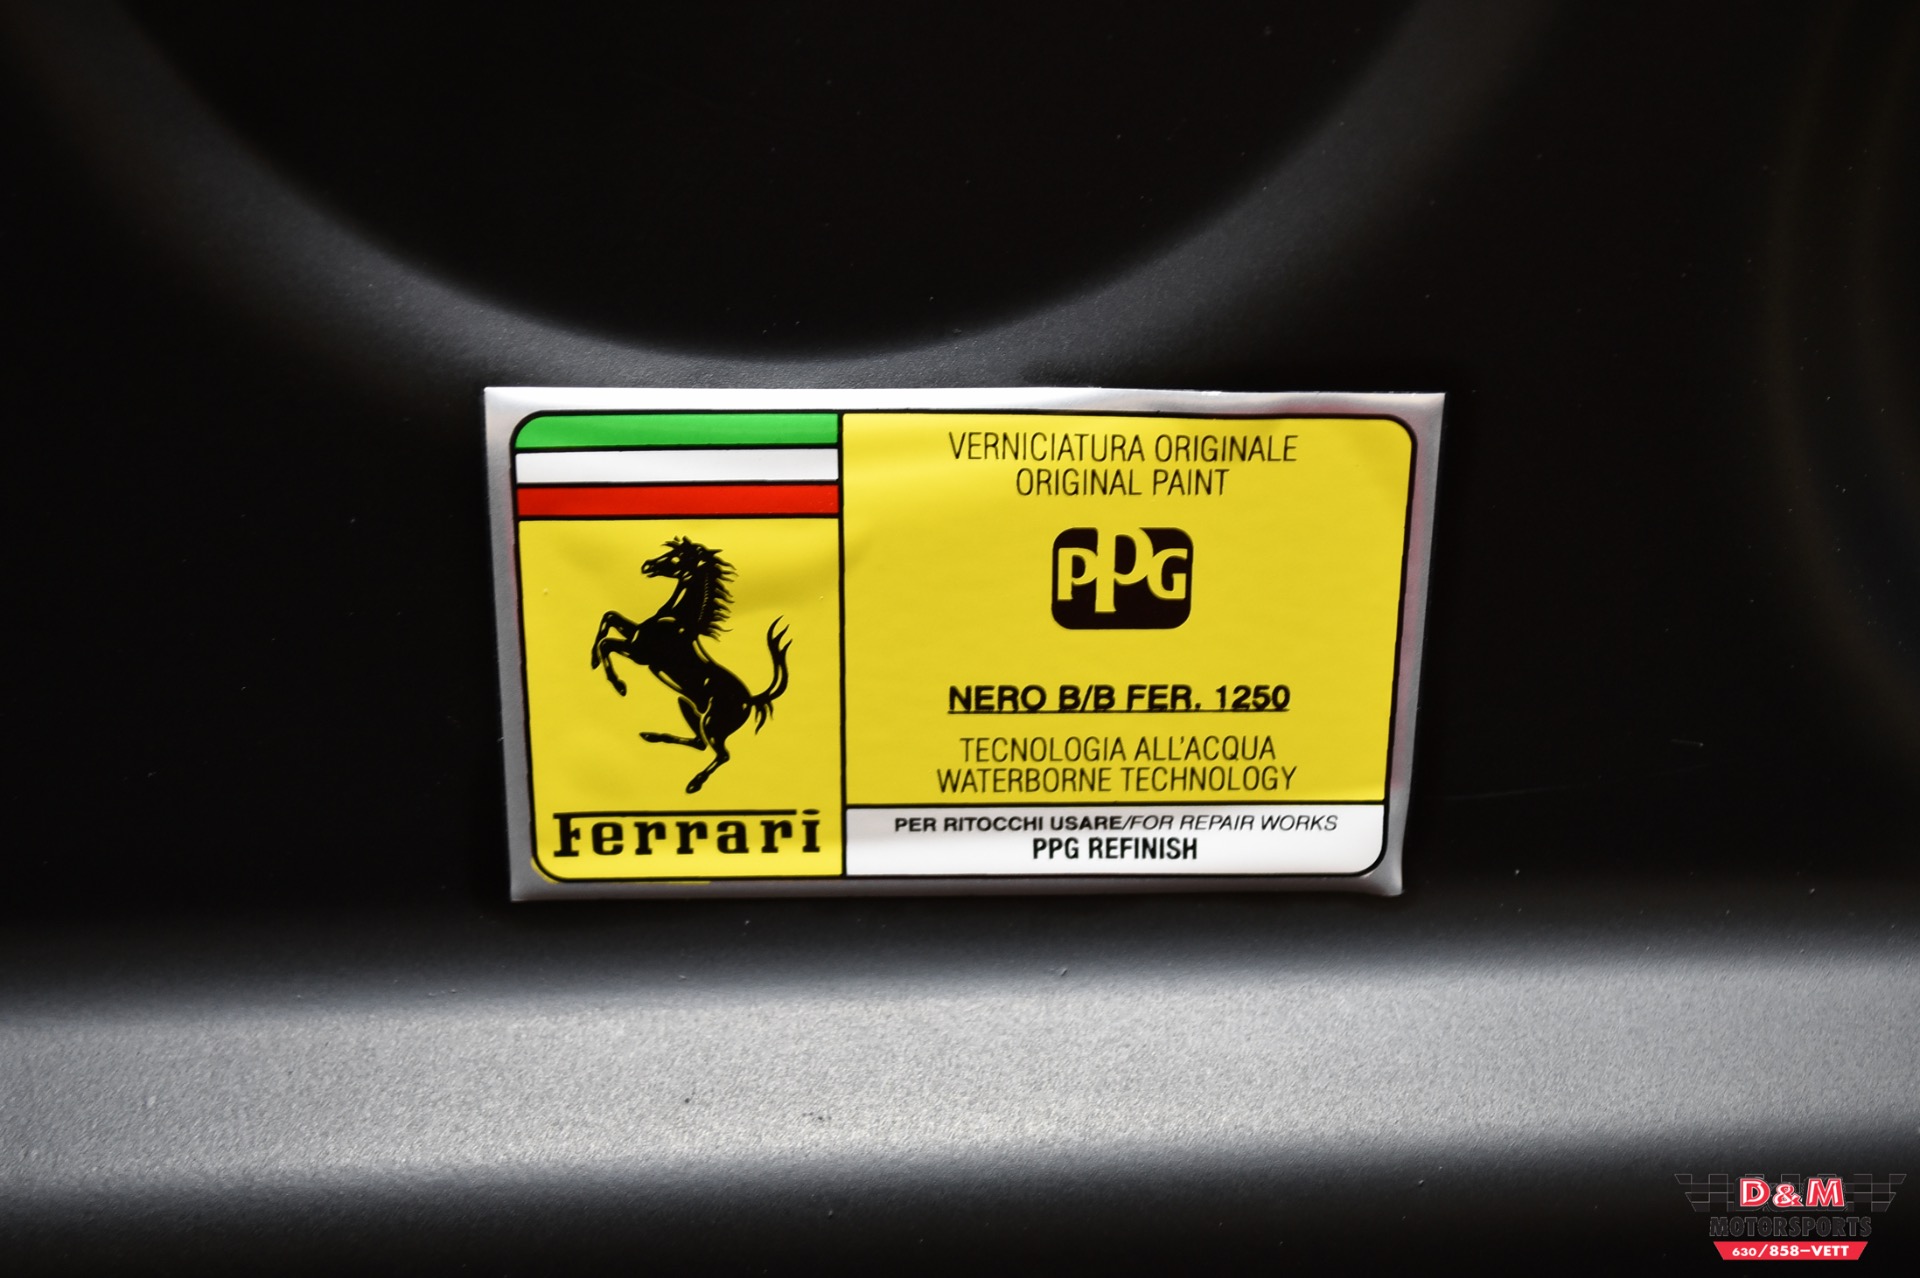 VERNICIATURA ORIGINALE
ORIGINAL PAINT
PPG
NERO B/B FER. 1250
TECNOLOGIA ALL'ACQUA
WATERBORNE TECHNOLOGY
Ferrari
PER RITOCCHI USARE/FOR REPAIR WORKS
PPG REFINISH
D&M
MOTORSPORTS
630/858-VETT